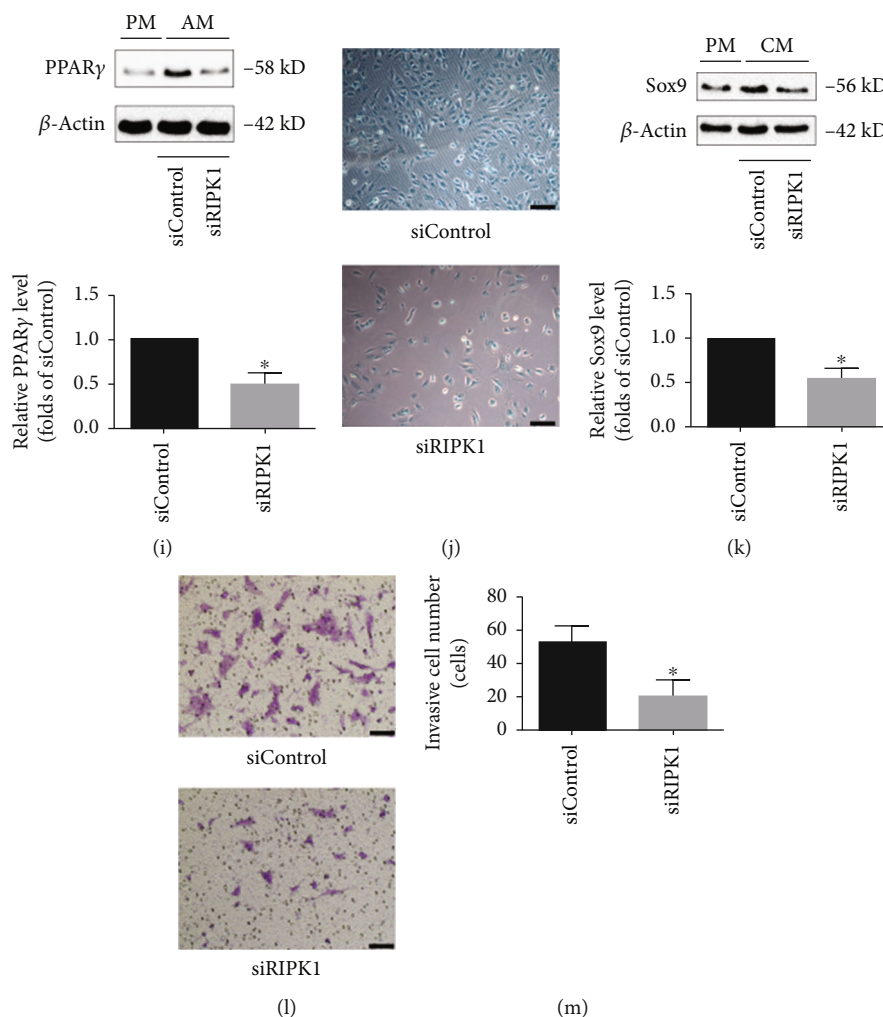 PM AM
PPARγ –58 kD
β-Actin –42 kD
siControl
siRIPK1
Relative PPARγ level
(folds of siControl)
1.5
1.0
0.5
0.0
*
siControl
siRIPK1
(i)
siControl
siRIPK1
(j)
PM CM
Sox9 –56 kD
β-Actin –42 kD
siControl
siRIPK1
Relative Sox9 level
(folds of siControl)
1.5
1.0
0.5
0.0
*
siControl
siRIPK1
(k)
siControl
siRIPK1
(l)
Invasive cell number
(cells)
80
60
40
20
0
*
siControl
siRIPK1
(m)